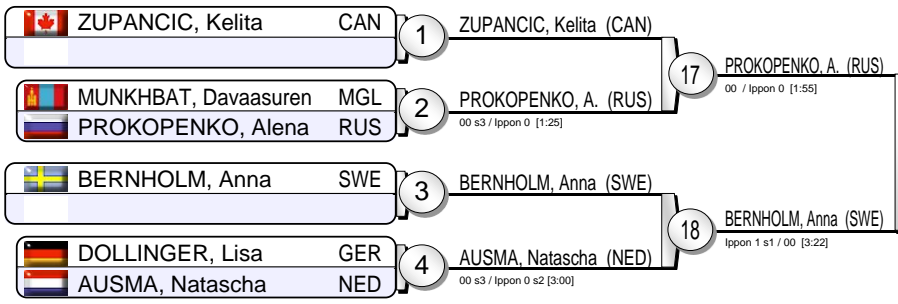 ZUPANCIC, Kelita CAN
1
ZUPANCIC, Kelita (CAN)
17
PROKOPENKO, A. (RUS)
00 / Ippon 0 [1:55]
MUNKHBAT, Davaasuren MGL
PROKOPENKO, Alena RUS
2
PROKOPENKO, A. (RUS)
00 s3 / Ippon 0 [1:25]
BERNHOLM, Anna SWE
3
BERNHOLM, Anna (SWE)
18
BERNHOLM, Anna (SWE)
Ippon 1 s1 / 00 [3:22]
DOLLINGER, Lisa GER
AUSMA, Natascha NED
4
AUSMA, Natascha (NED)
00 s3 / Ippon 0 s2 [3:00]